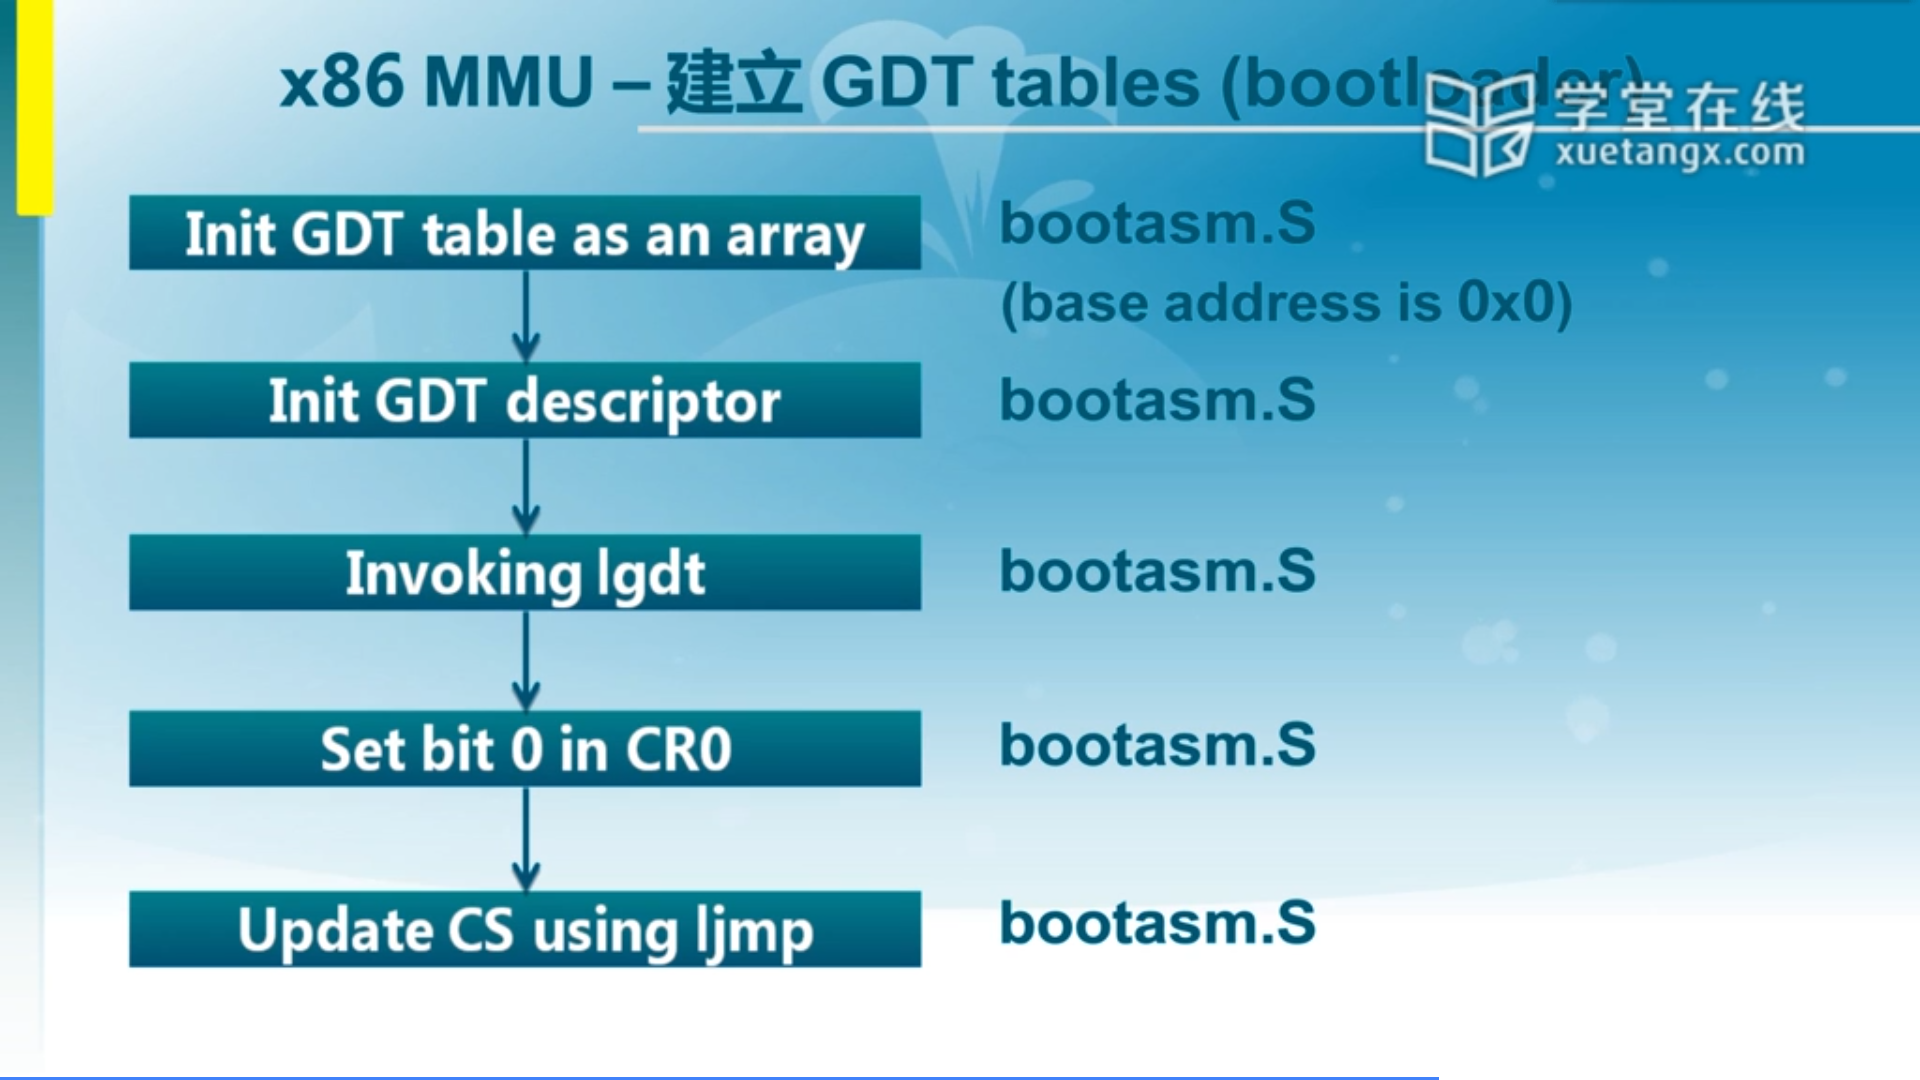 x86 MMU – 建立 GDT tables (bootloader)
学堂在线
xuetangx.com
Init GDT table as an array
bootasm.S
(base address is 0x0)
Init GDT descriptor
bootasm.S
Invoking lgdt
bootasm.S
Set bit 0 in CR0
bootasm.S
Update CS using ljmp
bootasm.S